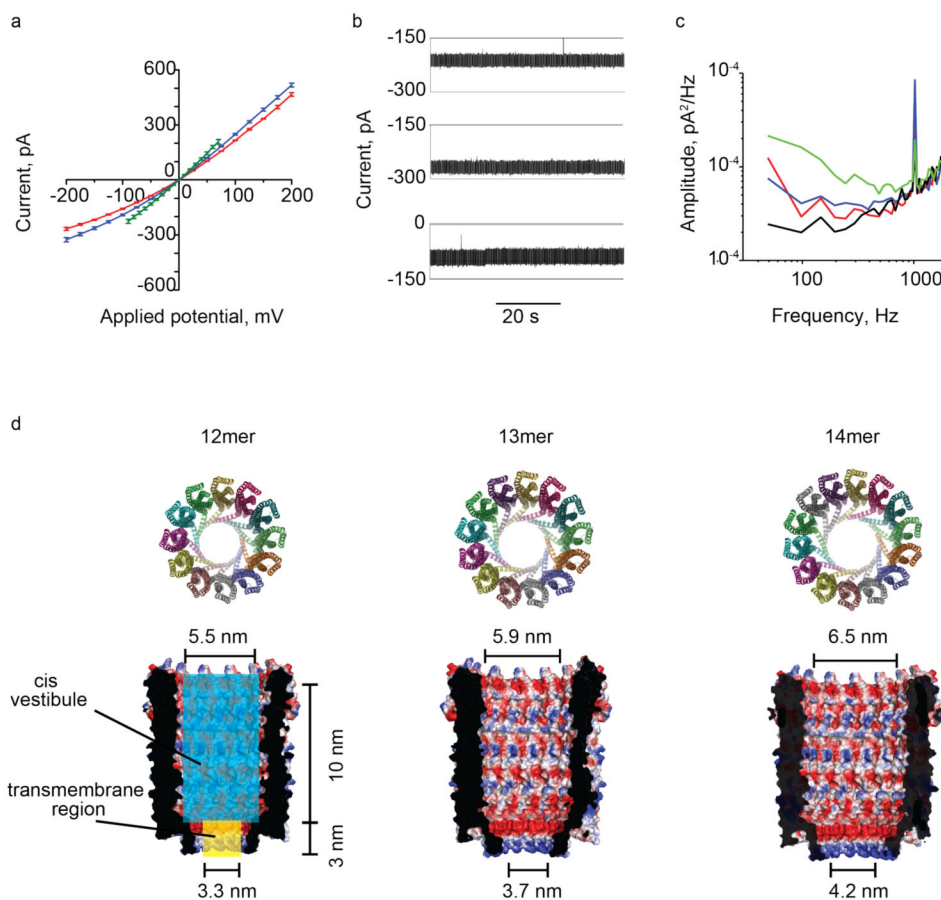 a
600
300
0
-300
-600
-200
-100
0
100
200
Current, pA
Applied potential, mV
b
-150
-300
-150
-300
0
-150
Current, pA
20 s
c
10-4
10-4
10-4
Amplitude, pA2/Hz
100
1000
Frequency, Hz
d
12mer
13mer
14mer
5.5 nm
5.9 nm
6.5 nm
cis
vestibule
transmembrane
region
10 nm
3 nm
3.3 nm
3.7 nm
4.2 nm